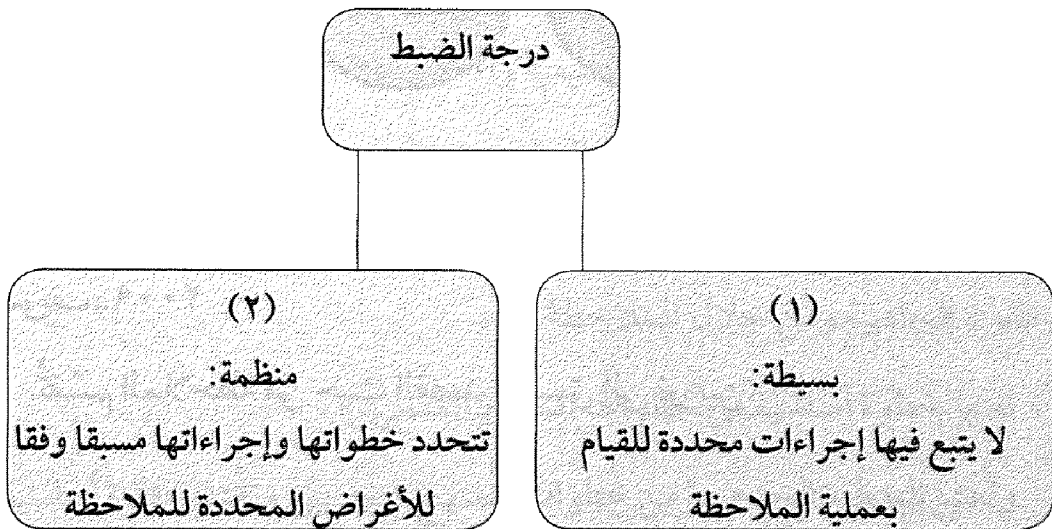 درجة الضبط
(١)
بسيطة:
لا يتبع فيها إجراءات محددة للقيام
بعملية الملاحظة
(٢)
منظمة:
تتحدد خطواتها وإجراءاتها مسبقا وفقا
للأغراض المحددة للملاحظة